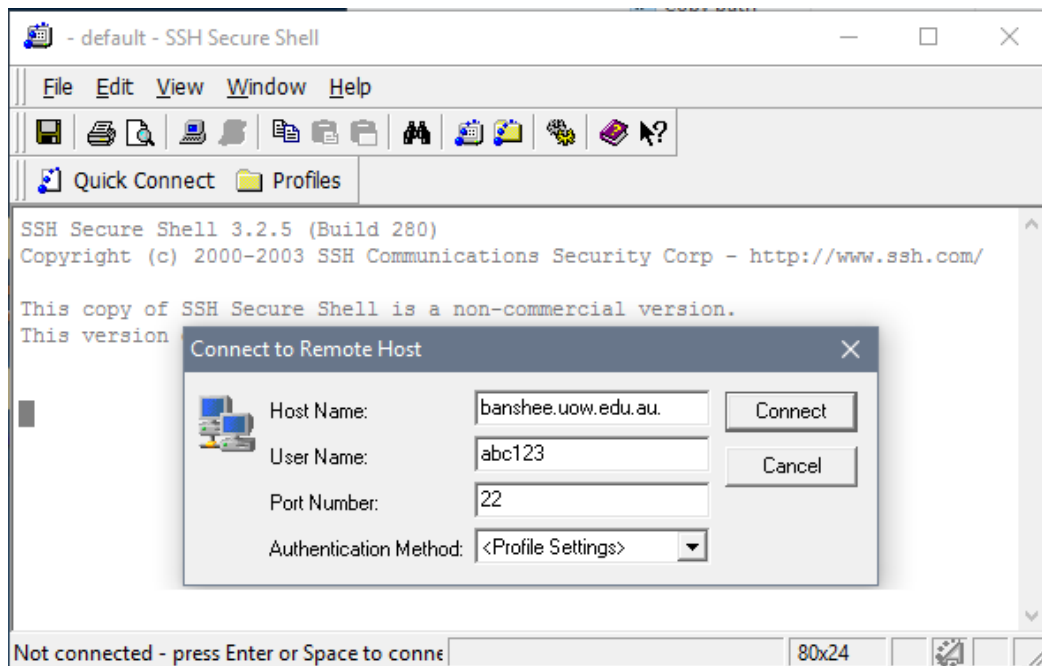 - default - SSH Secure Shell
File Edit View Window Help
Quick Connect Profiles
SSH Secure Shell 3.2.5 (Build 280)
Copyright (c) 2000-2003 SSH Communications Security Corp - http://www.ssh.com/
This copy of SSH Secure Shell is a non-commercial version.
This version
Connect to Remote Host
Host Name: banshee.uow.edu.au. Connect
User Name: abc123 Cancel
Port Number: 22
Authentication Method: <Profile Settings>
Not connected - press Enter or Space to conne 80x24